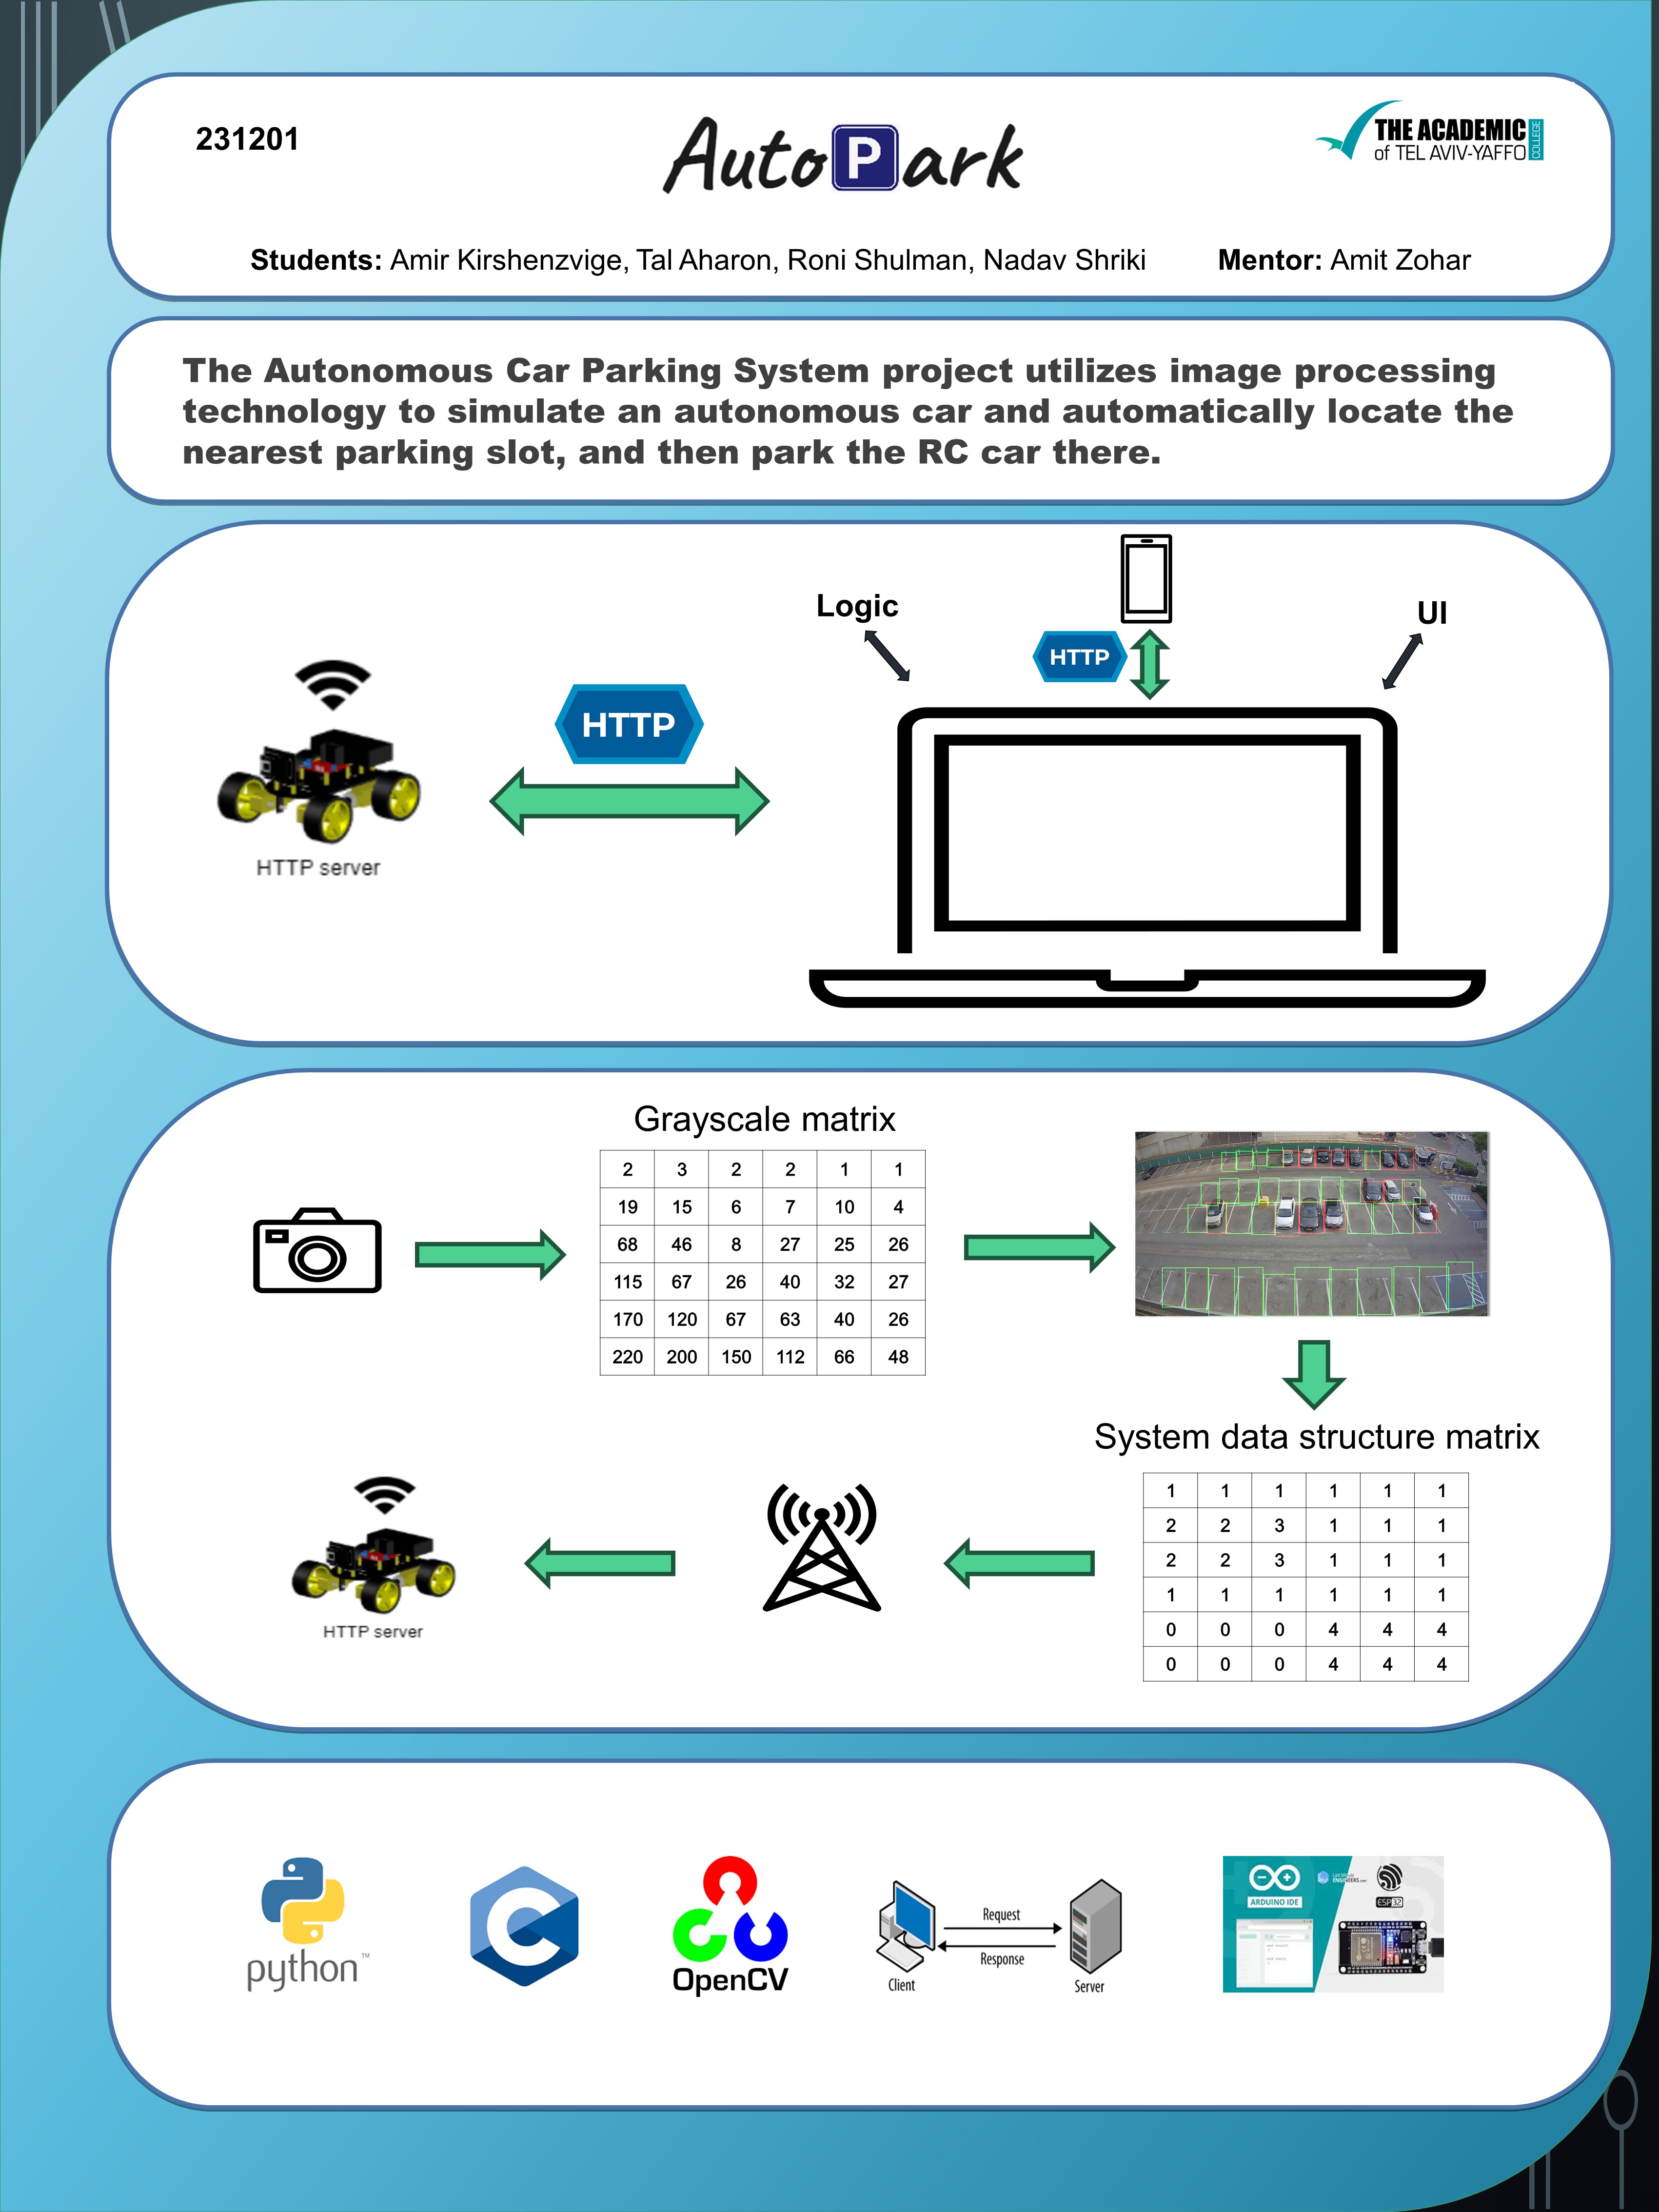 231201
Auto P ark
THE ACADEMIC
of TEL AVIV-YAFFO
COLLEGE
Students: Amir Kirshenzvige, Tal Aharon, Roni Shulman, Nadav Shriki Mentor: Amit Zohar
The Autonomous Car Parking System project utilizes image processing
technology to simulate an autonomous car and automatically locate the
nearest parking slot, and then park the RC car there.
Logic
UI
HTTP
HTTP
HTTP server
Grayscale matrix
2 3 2 2 1 1
19 15 6 7 10 4
68 46 8 27 25 26
115 67 26 40 32 27
170 120 67 63 40 26
220 200 150 112 66 48
System data structure matrix
1 1 1 1 1 1
2 2 3 1 1 1
2 2 3 1 1 1
1 1 1 1 1 1
0 0 0 4 4 4
0 0 0 4 4 4
HTTP server
python™
C
OpenCV
Request
Response
Client
Server
ARDUINO IDE
ESP32